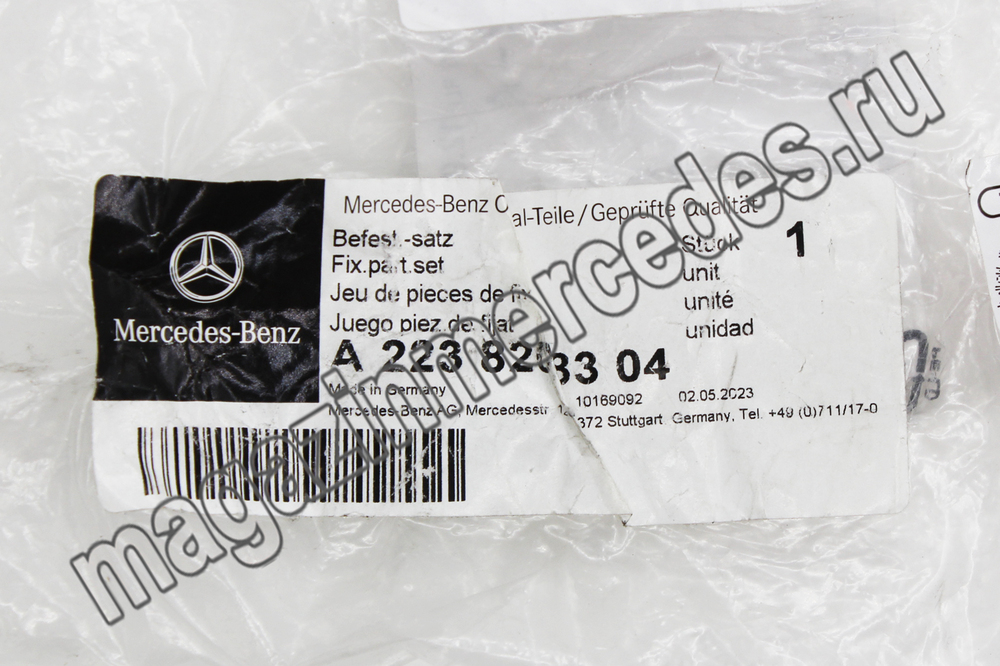 magazinmercedes.ru
Mercedes-Benz
al-Teile/Geprüfte Qualität
Befest.-satz
Stück
1
Fix.part.set
unit
Jeu de pieces de fix
unité
Juego piez.de fijat
unidad
A 223 82 33 04
Made in Germany
10169092
02.05.2023
Mercedes-Benz AG, Mercedesstr
372 Stuttgart Germany, Tel. +49 (0)711/17-0
Mercedes-Benz